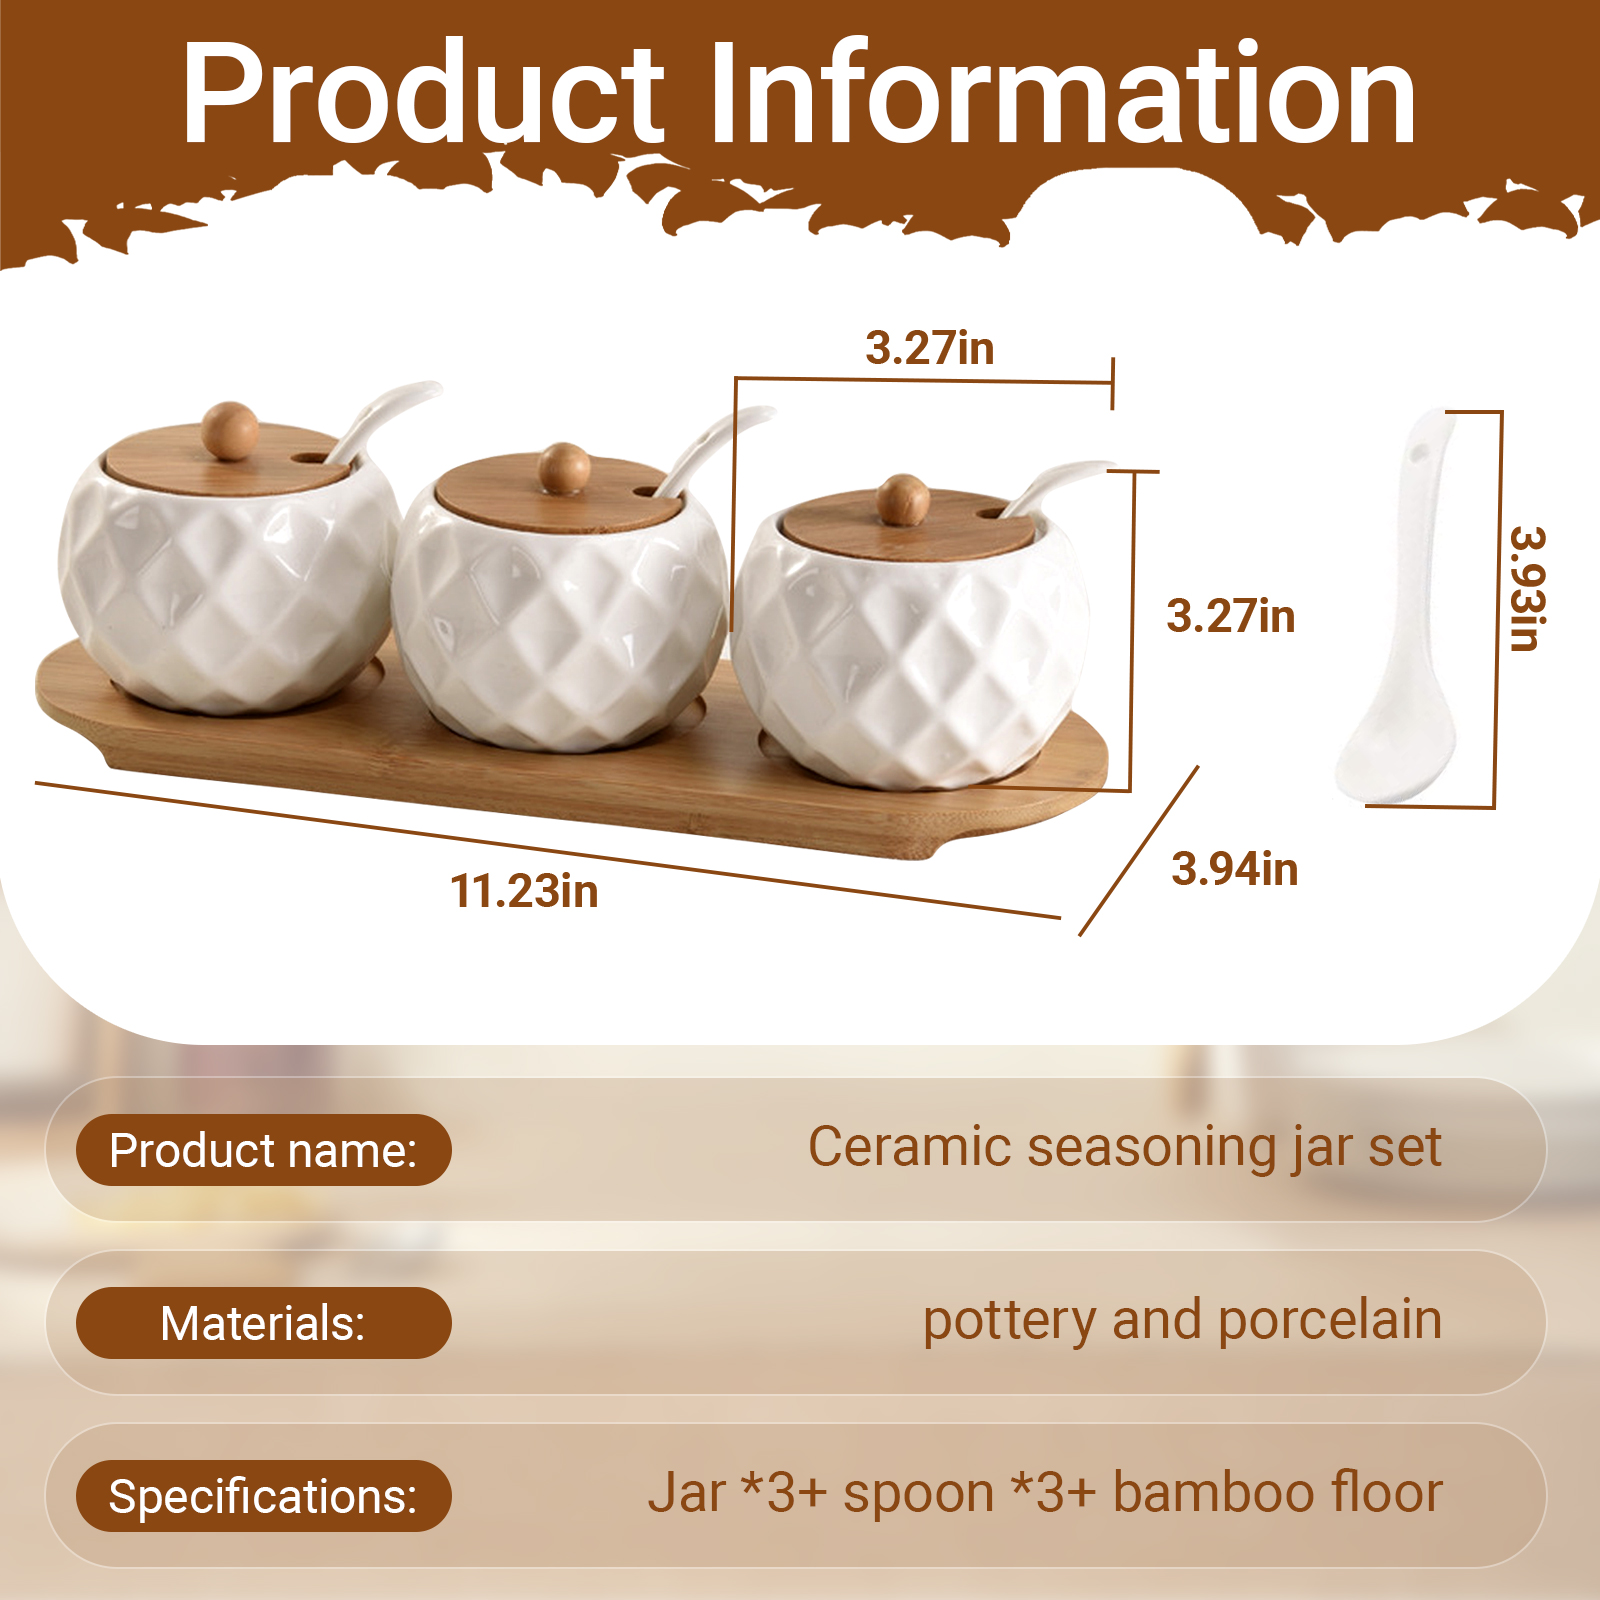 Product Information
3.27in
3.27in
3.93in
3.94in
11.23in
Product name:
Ceramic seasoning jar set
Materials:
pottery and porcelain
Specifications:
Jar *3+ spoon *3+ bamboo floor